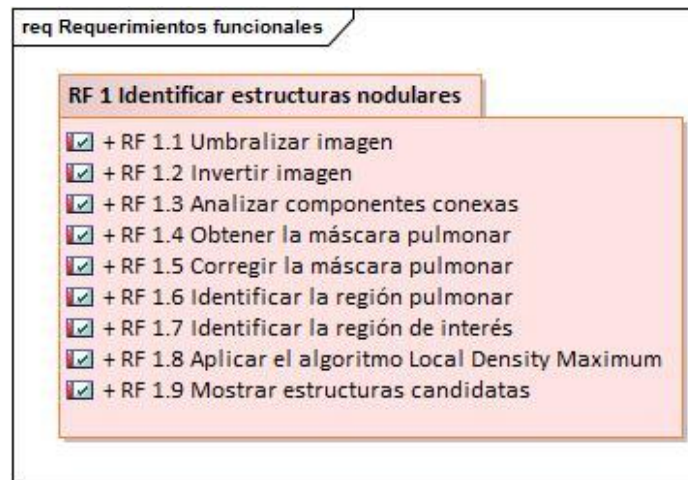 req Requerimientos funcionales
RF 1 Identificar estructuras nodulares
+ RF 1.1 Umbralizar imagen
+ RF 1.2 Invertir imagen
+ RF 1.3 Analizar componentes conexas
+ RF 1.4 Obtener la máscara pulmonar
+ RF 1.5 Corregir la máscara pulmonar
+ RF 1.6 Identificar la región pulmonar
+ RF 1.7 Identificar la región de interés
+ RF 1.8 Aplicar el algoritmo Local Density Maximum
+ RF 1.9 Mostrar estructuras candidatas